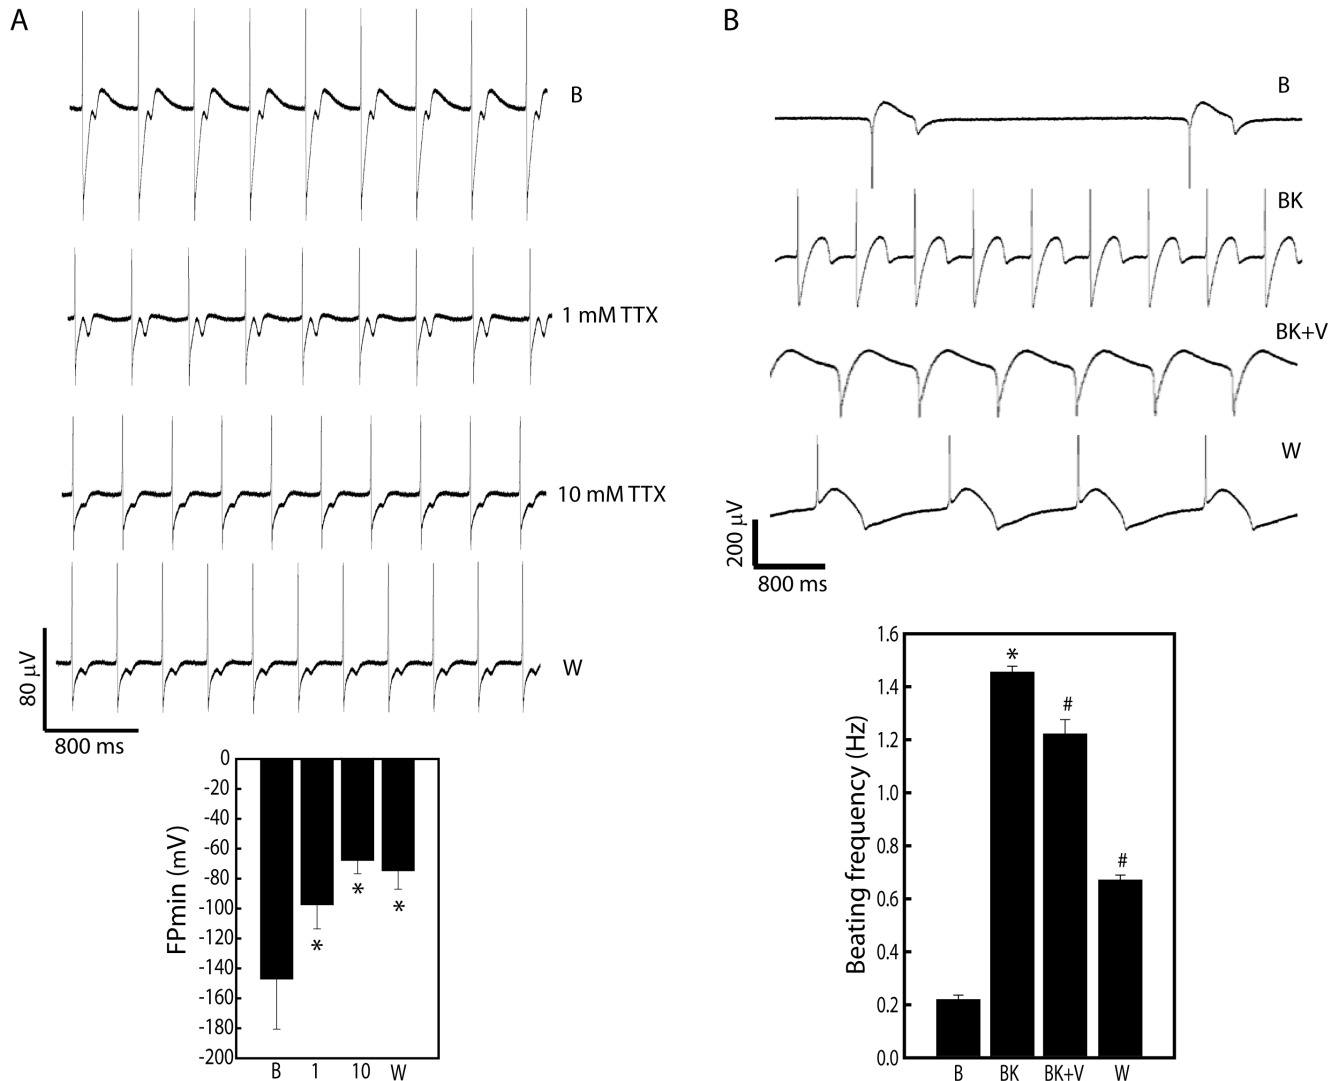 A
B
1 mM TTX
10 mM TTX
W
80 µV
800 ms
0
-20
-40
-60
-80
-100
-120
-140
-160
-180
-200
FPmin (mV)
*
*
*
B 1 10 W
B
B
BK
BK+V
W
200 µV
800 ms
1.6
1.4
1.2
1.0
0.8
0.6
0.4
0.2
0.0
Beating frequency (Hz)
*
#
#
B BK BK+V W